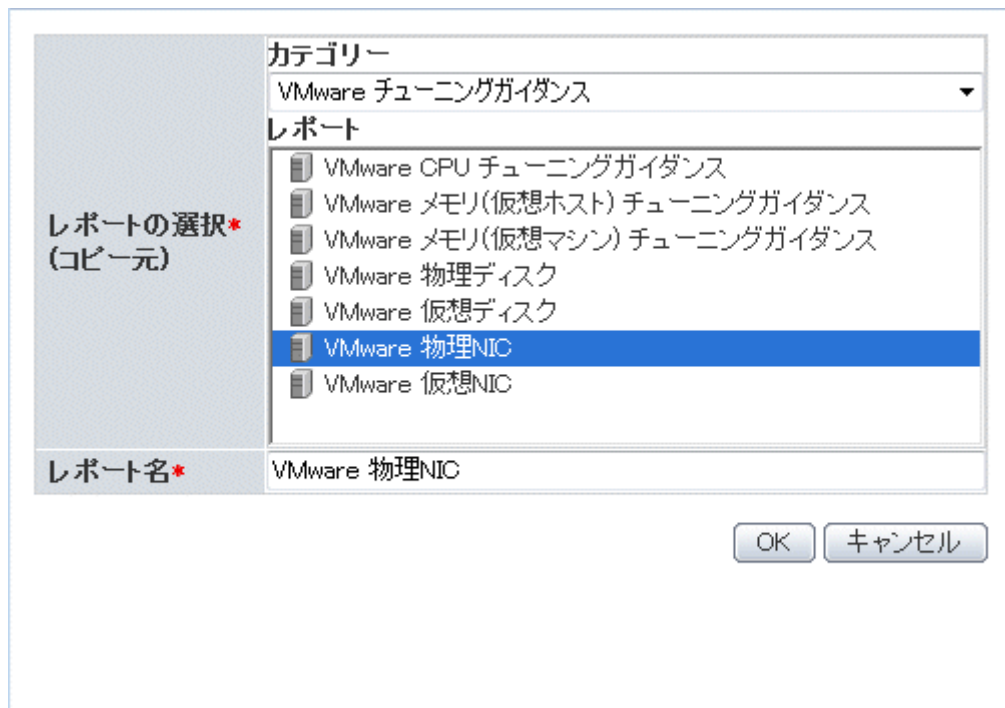 カテゴリー
VMware チューニングガイダンス
レポート
VMware CPU チューニングガイダンス
VMware メモリ(仮想ホスト) チューニングガイダンス
VMware メモリ(仮想マシン) チューニングガイダンス
レポートの選択*
(コピー元)
VMware 物理ディスク
VMware 仮想ディスク
VMware 物理NIC
VMware 仮想NIC
レポート名*
VMware 物理NIC
OK
キャンセル